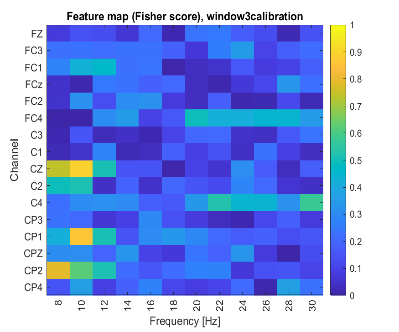 Feature map (Fisher score), window3calibration
Channel
FZ
FC3
FC1
FCz
FC2
FC4
C3
C1
CZ
C2
C4
CP3
CP1
CPZ
CP2
CP4
8 10 12 14 16 18 20 22 24 26 28 30
Frequency [Hz]
1
0.9
0.8
0.7
0.6
0.5
0.4
0.3
0.2
0.1
0